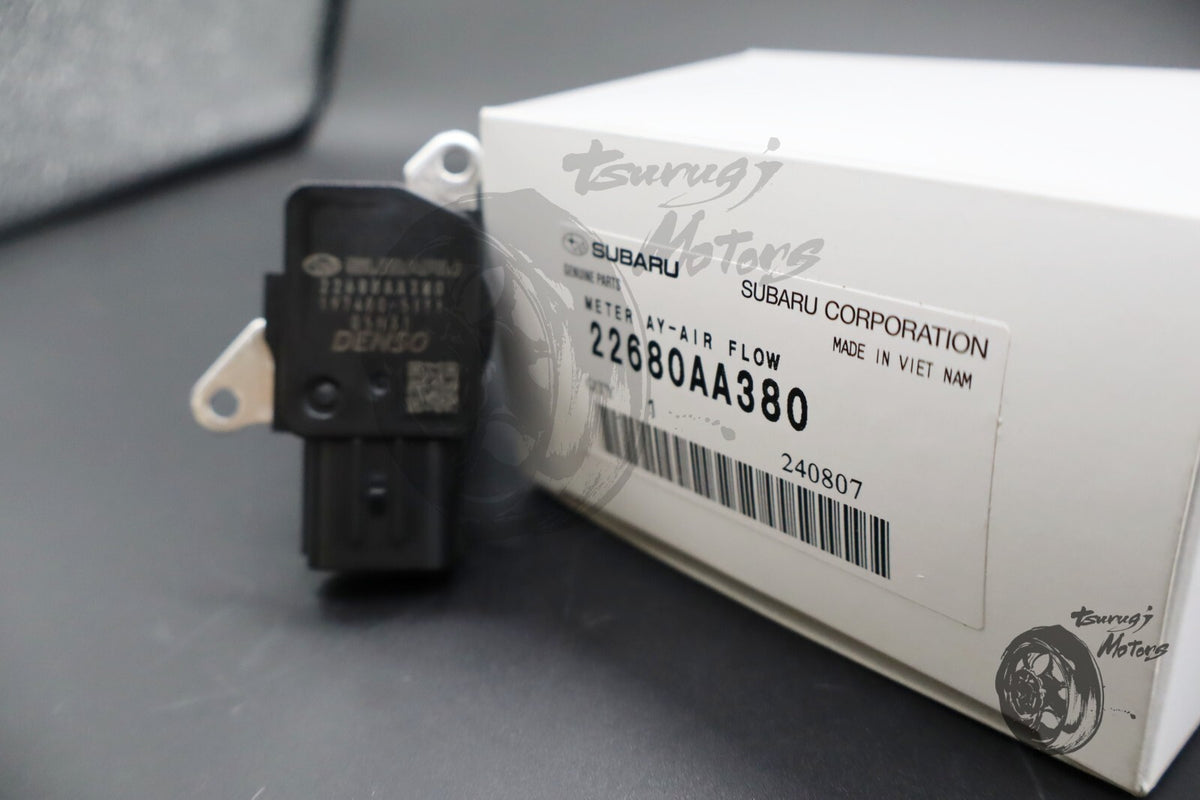 tsurugi
Motors
SUBARU
GENUINE PARTS
SUBARU CORPORATION
METER AY-AIR FLOW
MADE IN VIET NAM
22680AA380
1
240807
SUBARU
22680AA380
DENSO
tsurugi
Motors